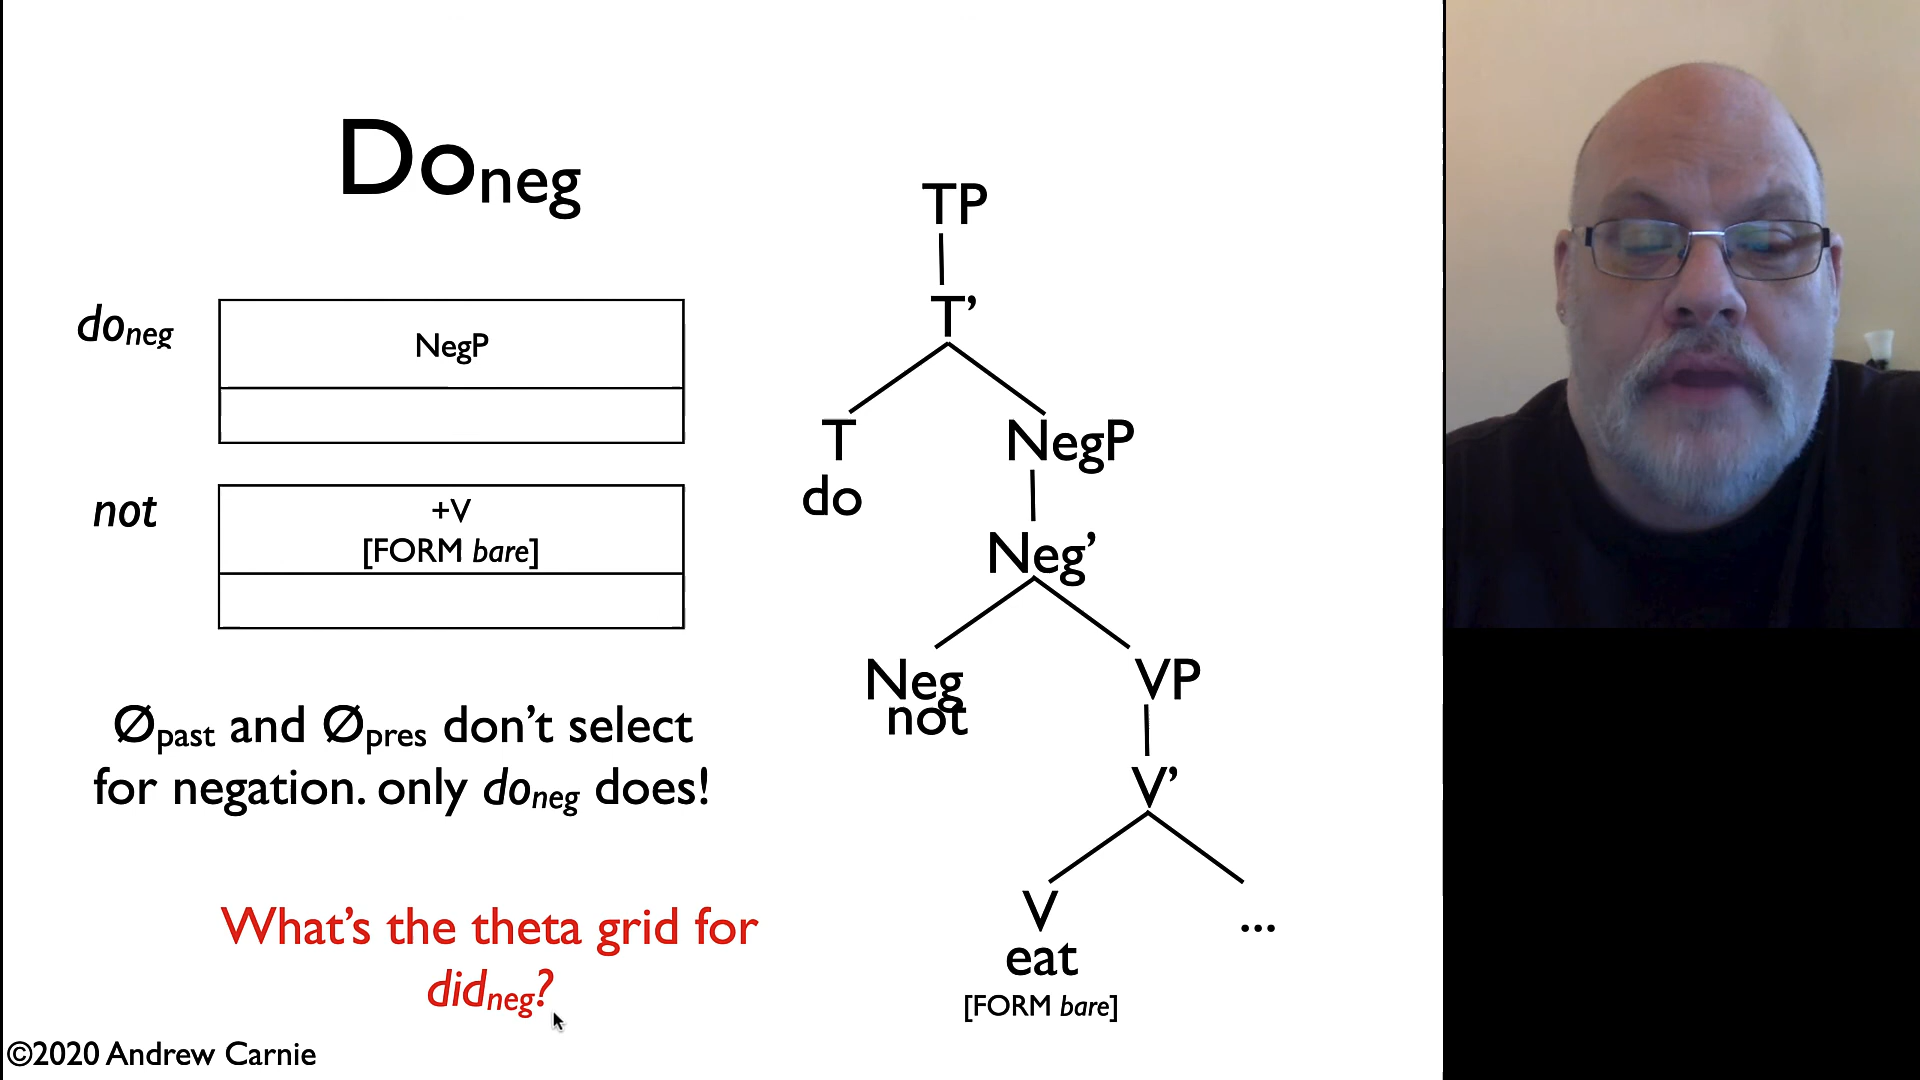 Doneg
doneg
NegP
not
+V
[FORM bare]
Øpast and Øpres don’t select
for negation. only doneg does!
What’s the theta grid for
didneg?
©2020 Andrew Carnie
TP
T’
T NegP
do
Neg’
Neg VP
not
V’
V ...
eat
[FORM bare]